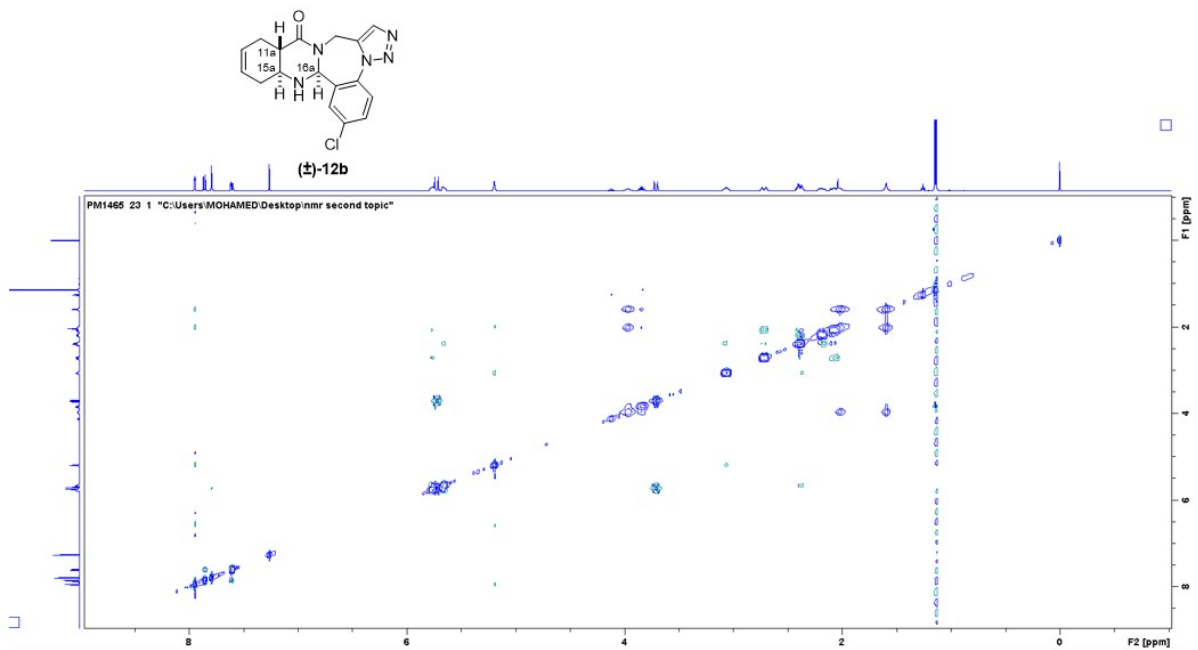 H
O
11a
N
N
15a
16a
N
N
H
N
H
H
Cl
(±)-12b
PM1465 23 1 "C:\Users\MOHAMED\Desktop\nmr second topic"
F1 [ppm]
2
4
6
8
8
6
4
2
0
F2 [ppm]